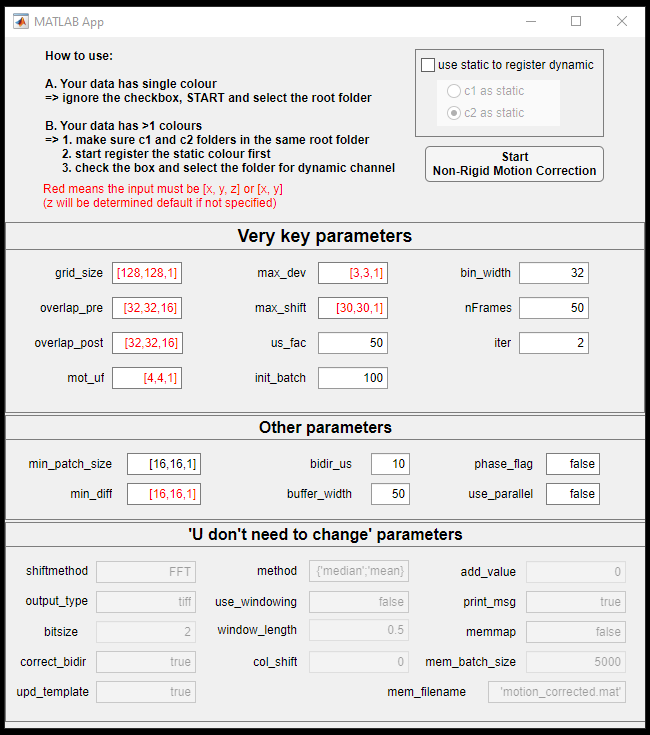 MATLAB App
How to use:
A. Your data has single colour
=> ignore the checkbox, START and select the root folder
B. Your data has >1 colours
=> 1. make sure c1 and c2 folders in the same root folder
2. start register the static colour first
3. check the box and select the folder for dynamic channel
Red means the input must be [x, y, z] or [x, y]
(z will be determined default if not specified)
use static to register dynamic
c1 as static
c2 as static
Start
Non-Rigid Motion Correction
Very key parameters
grid_size [128,128,1] max_dev [3,3,1] bin_width 32
overlap_pre [32,32,16] max_shift [30,30,1] nFrames 50
overlap_post [32,32,16] us_fac 50 iter 2
mot_uf [4,4,1] init_batch 100
Other parameters
min_patch_size [16,16,1] bidir_us 10 phase_flag false
min_diff [16,16,1] buffer_width 50 use_parallel false
'U don't need to change' parameters
shiftmethod FFT method {'median';'mean} add_value 0
output_type tiff use_windowing false print_msg true
bitsize 2 window_length 0.5 memmap false
correct_bidir true col_shift 0 mem_batch_size 5000
upd_template true mem_filename 'motion_corrected.mat'